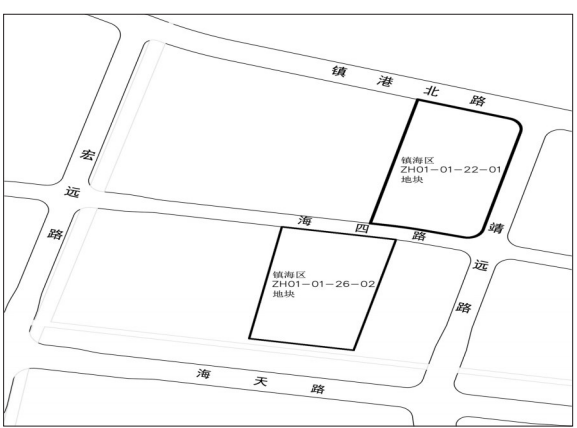 镇港北路
镇海区
ZH01-01-22-01
地块
宏远路
海四路
靖远路
镇海区
ZH01-01-26-02
地块
海天路